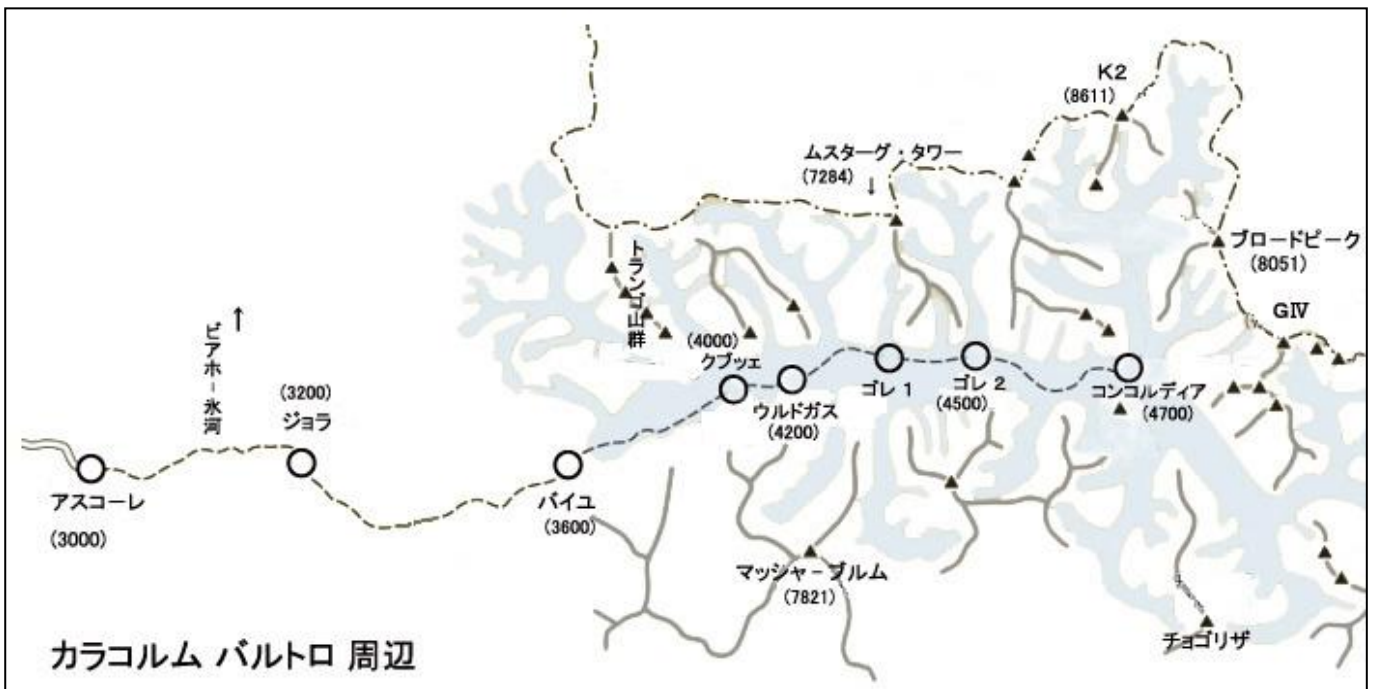 K2
(8611)
ムスターグ・タワー
(7284) ↓
ブロードピーク
(8051)
GⅣ
トランゴ山群
(4000)
クブッェ
ウルドガス
(4200)
ゴレ 1
ゴレ 2
(4500)
コンコルディア
(4700)
ビアホ-氷河
↑
(3200)
ジョラ
アスコーレ
(3000)
バイユ
(3600)
マッシャ-ブルム
(7821)
チョゴリザ
カラコルム バルトロ 周辺